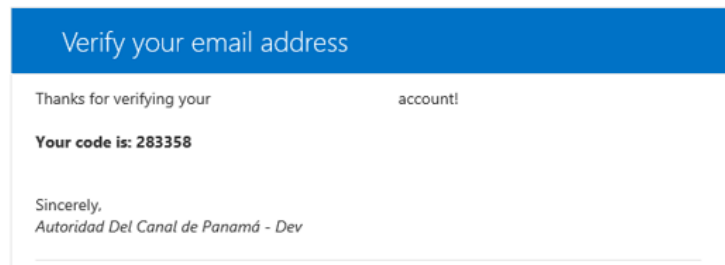 Verify your email address
Thanks for verifying your account!
Your code is: 283358
Sincerely,
Autoridad Del Canal de Panamá - Dev